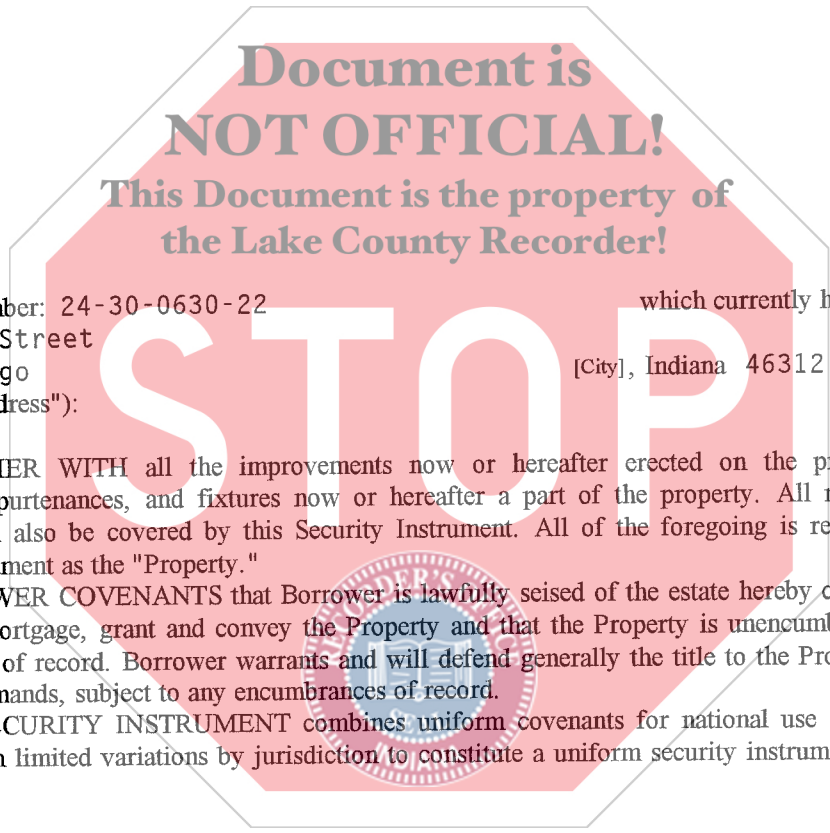 Document is
NOT OFFICIAL!
This Document is the property of
the Lake County Recorder!
ber: 24-30-0630-22 which currently h
Street
go [City], Indiana 46312
dress"):
STOP
ER WITH all the improvements now or hereafter erected on the p
purtenances, and fixtures now or hereafter a part of the property. All
also be covered by this Security Instrument. All of the foregoing is re
ment as the "Property."
VER COVENANTS that Borrower is lawfully seised of the estate hereby
ortgage, grant and convey the Property and that the Property is unencum
of record. Borrower warrants and will defend generally the title to the Pro
mands, subject to any encumbrances of record.
CURITY INSTRUMENT combines uniform covenants for national use
limited variations by jurisdiction to constitute a uniform security instrum
RECORDER'S OFFICE
SEAL
INDIANA